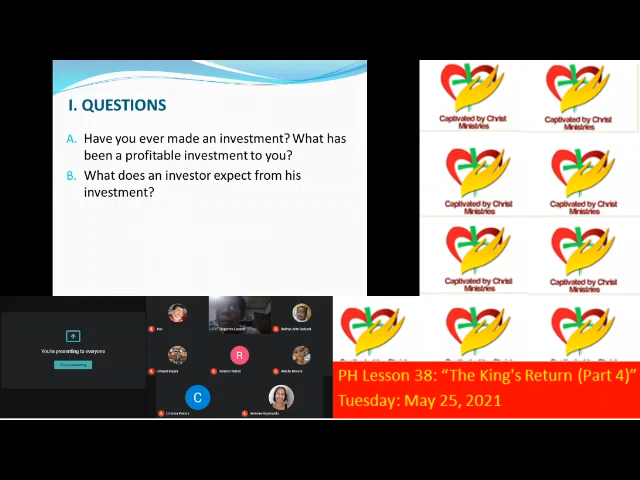 I. QUESTIONS
A. Have you ever made an investment? What has
been a profitable investment to you?
B. What does an investor expect from his
investment?
Captivated by Christ
Ministries
Captivated by Christ
Ministries
Captivated by Christ
Ministries
Captivated by Christ
Ministries
Captivated by Christ
Ministries
Captivated by Christ
Ministries
You're presenting to everyone
R
C
PH Lesson 38: “The King's Return (Part 4)”
Tuesday: May 25, 2021